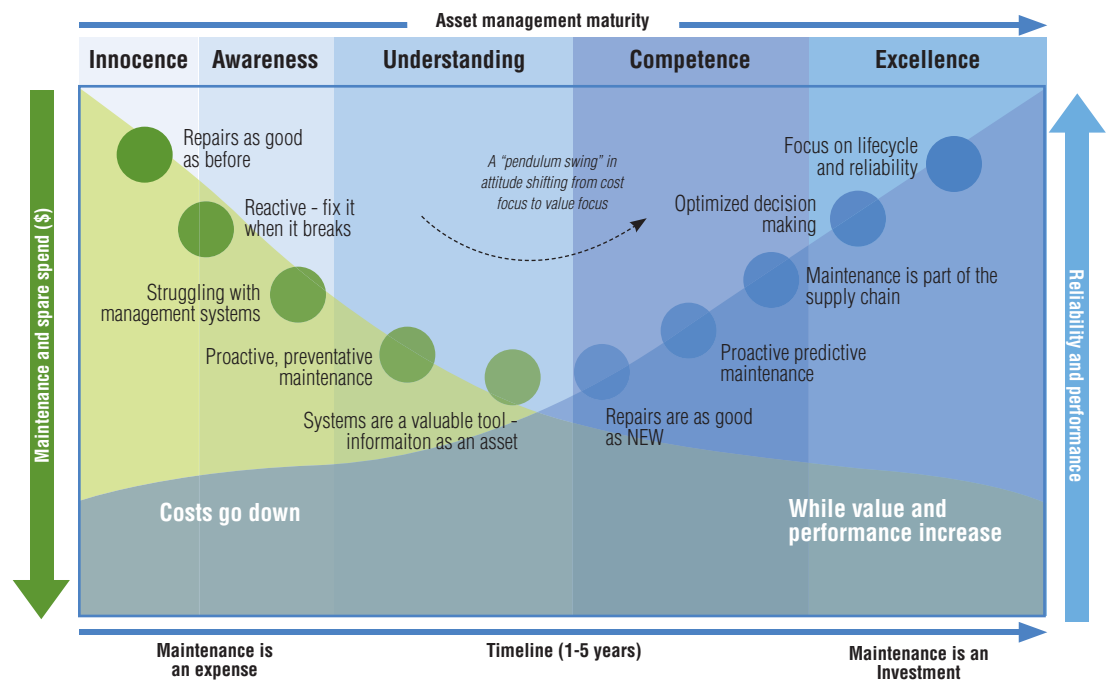 Asset management maturity
Innocence
Awareness
Understanding
Competence
Excellence
Maintenance and spare spend ($)
Repairs as good
as before
Reactive - fix it
when it breaks
Struggling with
management systems
Proactive, preventative
maintenance
Systems are a valuable tool -
informaiton as an asset
A “pendulum swing” in
attitude shifting from cost
focus to value focus
Repairs are as good
as NEW
Proactive predictive
maintenance
Maintenance is part of the
supply chain
Optimized decision
making
Focus on lifecycle
and reliability
Reliability and performance
Costs go down
While value and
performance increase
Maintenance is
an expense
Timeline (1-5 years)
Maintenance is an
Investment